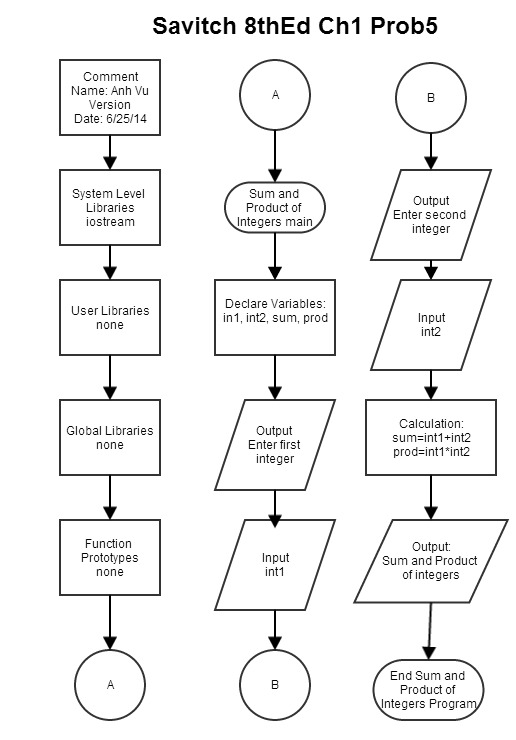 Savitch 8thEd Ch1 Prob5
Comment
Name: Anh Vu
Version
Date: 6/25/14
System Level
Libraries
iostream
User Libraries
none
Global Libraries
none
Function
Prototypes
none
A
A
Sum and
Product of
Integers main
Declare Variables:
in1, int2, sum, prod
Output
Enter first
integer
Input
int1
B
B
Output
Enter second
integer
Input
int2
Calculation:
sum=int1+int2
prod=int1*int2
Output:
Sum and Product
of integers
End Sum and
Product of
Integers Program